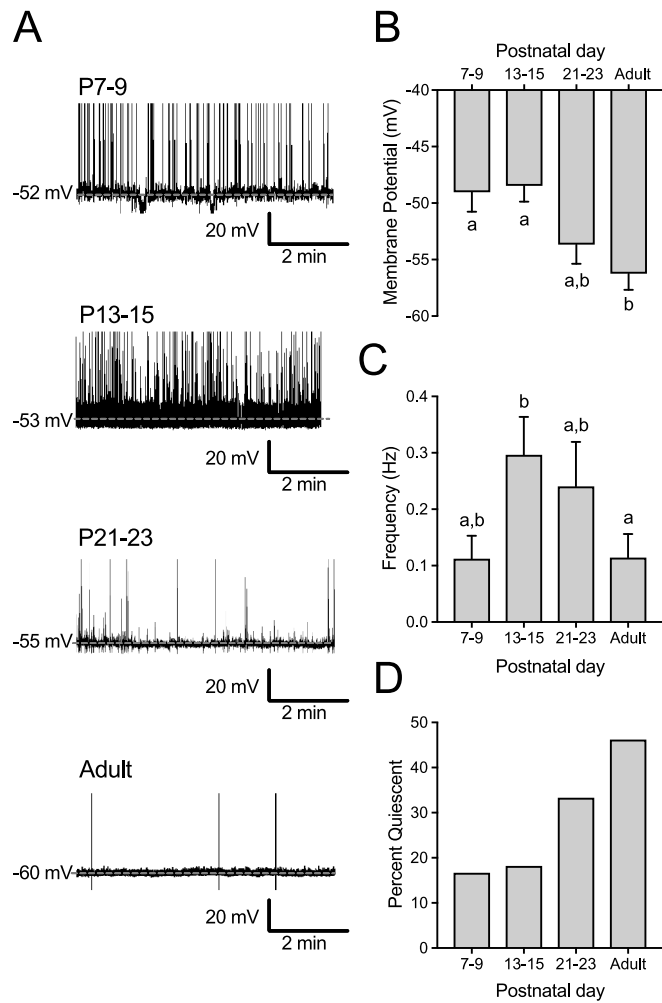 A
P7-9
-52 mV
20 mV
2 min
P13-15
-53 mV
20 mV
2 min
P21-23
-55 mV
20 mV
2 min
Adult
-60 mV
20 mV
2 min
B
Postnatal day
7-9 13-15 21-23 Adult
-40
-45
-50
-55
-60
Membrane Potential (mV)
a a a,b b
C
0.4
0.3
0.2
0.1
0.0
Frequency (Hz)
a,b b a,b a
7-9 13-15 21-23 Adult
Postnatal day
D
50
40
30
20
10
0
Percent Quiescent
7-9 13-15 21-23 Adult
Postnatal day